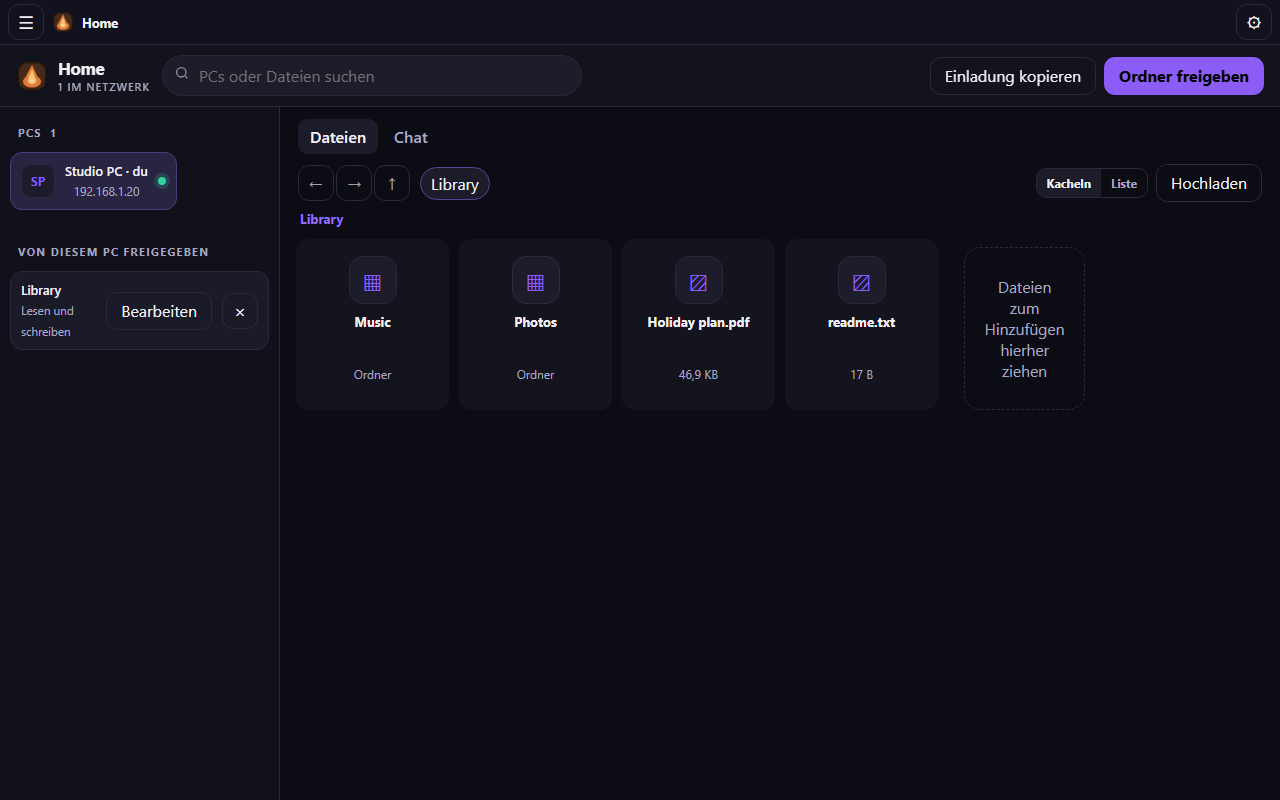 Home
Home
1 IM NETZWERK
PCs oder Dateien suchen
Einladung kopieren
Ordner freigeben
PCS 1
SP
Studio PC · du
192.168.1.20
VON DIESEM PC FREIGEGEBEN
Library
Lesen und
schreiben
Bearbeiten
×
Dateien
Chat
← → ↑
Library
Kacheln
Liste
Hochladen
Library
Music
Ordner
Photos
Ordner
Holiday plan.pdf
46,9 KB
readme.txt
17 B
Dateien
zum
Hinzufügen
hierher
ziehen